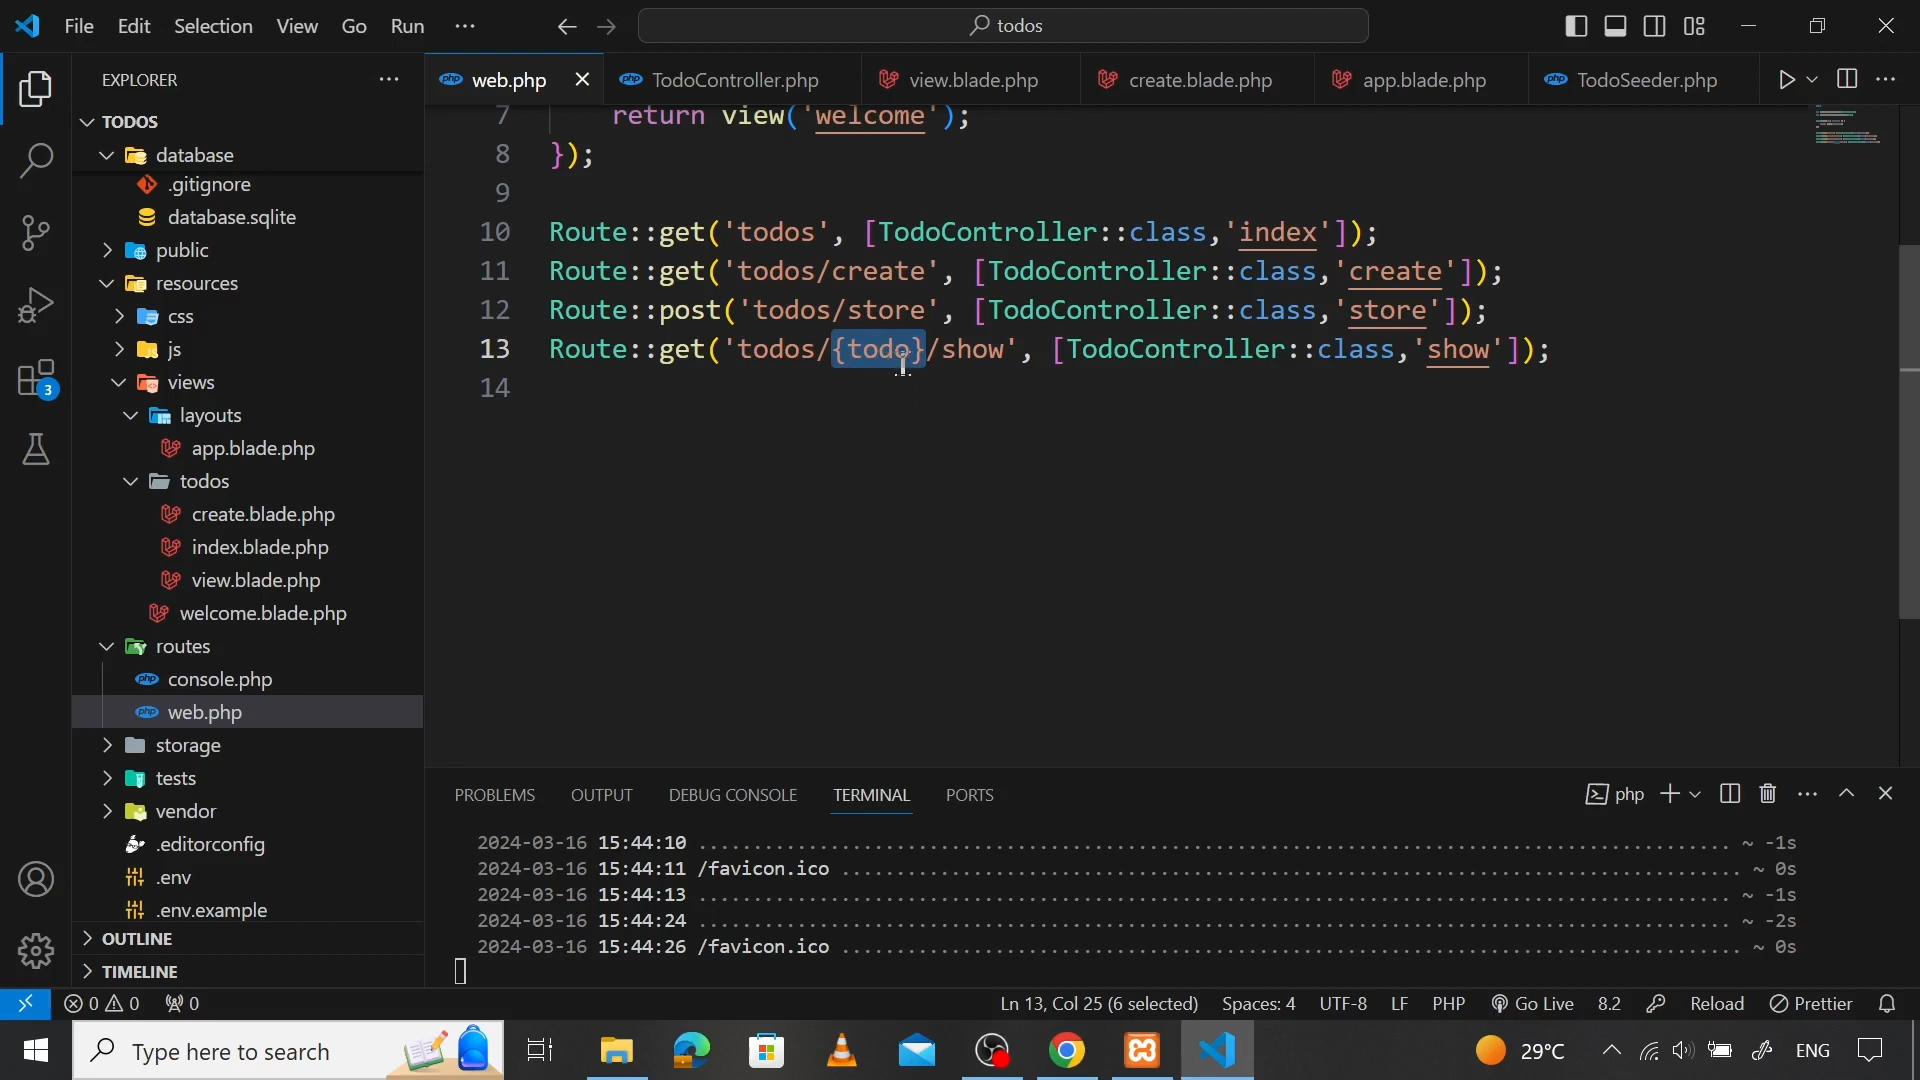 File Edit Selection View Go Run ...
todos
EXPLORER ...
web.php
TodoController.php
view.blade.php
create.blade.php
app.blade.php
TodoSeeder.php
TODOS
database
.gitignore
database.sqlite
public
resources
css
js
views
layouts
app.blade.php
todos
create.blade.php
index.blade.php
view.blade.php
welcome.blade.php
routes
console.php
web.php
storage
tests
vendor
.editorconfig
.env
.env.example
OUTLINE
TIMELINE
3
7 return view('welcome');
8 });
9
10 Route::get('todos', [TodoController::class,'index']);
11 Route::get('todos/create', [TodoController::class,'create']);
12 Route::post('todos/store', [TodoController::class,'store']);
13 Route::get('todos/{todo}/show', [TodoController::class,'show']);
14
PROBLEMS OUTPUT DEBUG CONSOLE TERMINAL PORTS
php
2024-03-16 15:44:10 ........ ~ -1s
2024-03-16 15:44:11 /favicon.ico ........ ~ 0s
2024-03-16 15:44:13 ........ ~ -1s
2024-03-16 15:44:24 ........ ~ -2s
2024-03-16 15:44:26 /favicon.ico ........ ~ 0s
0 0 0 Ln 13, Col 25 (6 selected) Spaces: 4 UTF-8 LF PHP Go Live 8.2 Reload Prettier
Type here to search
29°C ENG